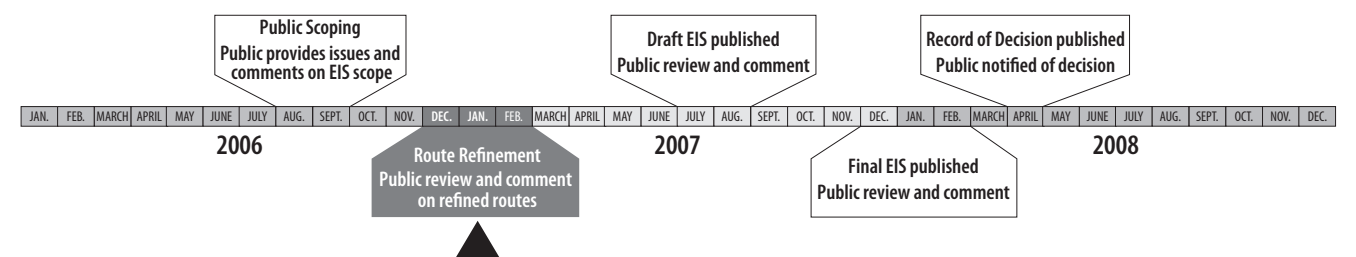 Public Scoping
Public provides issues and
comments on EIS scope
Draft EIS published
Public review and comment
Record of Decision published
Public notified of decision
JAN. FEB. MARCH APRIL MAY JUNE JULY AUG. SEPT. OCT. NOV. DEC. JAN. FEB. MARCH APRIL MAY JUNE JULY AUG. SEPT. OCT. NOV. DEC. JAN. FEB. MARCH APRIL MAY JUNE JULY AUG. SEPT. OCT. NOV. DEC.
2006 2007 2008
Route Refinement
Public review and comment
on refined routes
Final EIS published
Public review and comment